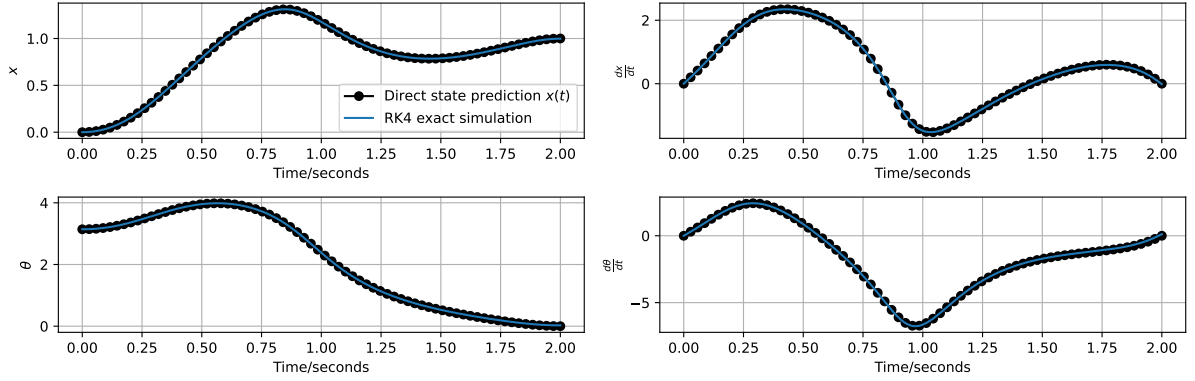 1.0
0.5
0.0
x
Direct state prediction x(t)
RK4 exact simulation
0.00 0.25 0.50 0.75 1.00 1.25 1.50 1.75 2.00
Time/seconds
2
0
dx
dt
0.00 0.25 0.50 0.75 1.00 1.25 1.50 1.75 2.00
Time/seconds
4
2
0
θ
0.00 0.25 0.50 0.75 1.00 1.25 1.50 1.75 2.00
Time/seconds
0
−5
dθ
dt
0.00 0.25 0.50 0.75 1.00 1.25 1.50 1.75 2.00
Time/seconds